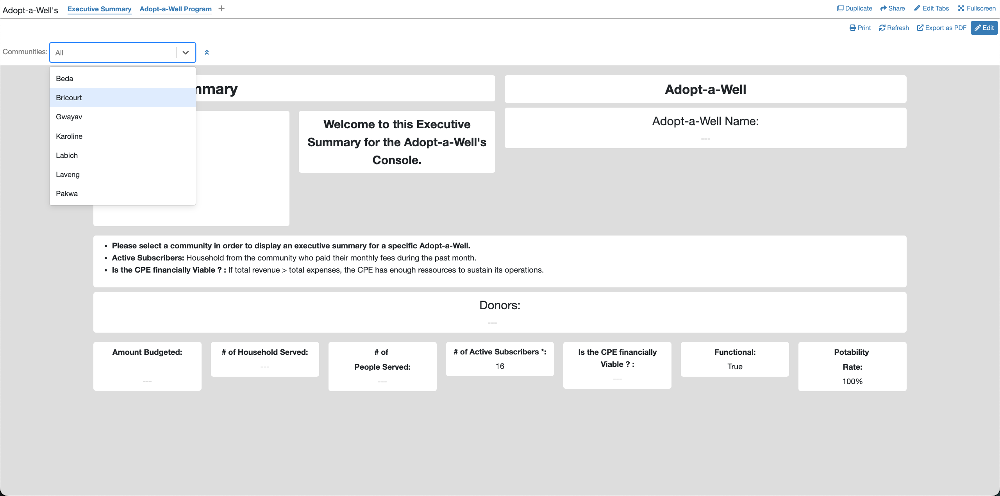 Adopt-a-Well's Executive Summary Adopt-a-Well Program + Duplicate Share Edit Tabs Fullscreen
Print Refresh Export as PDF Edit
Communities: All
Beda
Bricourt
Gwayav
Karoline
Labich
Laveng
Pakwa
mmary
Adopt-a-Well
Welcome to this Executive
Summary for the Adopt-a-Well's
Console.
Adopt-a-Well Name:
---
• Please select a community in order to display an executive summary for a specific Adopt-a-Well.
• Active Subscribers: Household from the community who paid their monthly fees during the past month.
• Is the CPE financially Viable ? : If total revenue > total expenses, the CPE has enough ressources to sustain its operations.
Donors:
---
Amount Budgeted:
---
# of Household Served:
---
# of
People Served:
---
# of Active Subscribers *:
16
Is the CPE financially
Viable ? :
---
Functional:
True
Potability
Rate:
100%